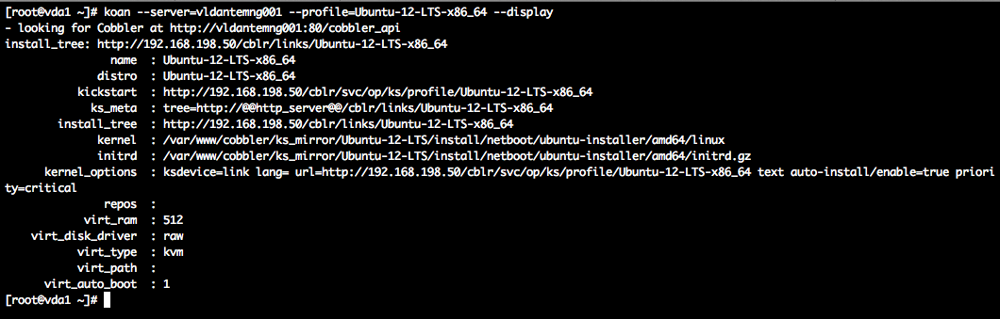 [root@vda1 ~]# koan --server=vldantemng001 --profile=Ubuntu-12-LTS-x86_64 --display
- looking for Cobbler at http://vldantemng001:80/cobbler_api
install_tree: http://192.168.198.50/cblr/links/Ubuntu-12-LTS-x86_64
name : Ubuntu-12-LTS-x86_64
distro : Ubuntu-12-LTS-x86_64
kickstart : http://192.168.198.50/cblr/svc/op/ks/profile/Ubuntu-12-LTS-x86_64
ks_meta : tree=http://@@http_server@@/cblr/links/Ubuntu-12-LTS-x86_64
install_tree : http://192.168.198.50/cblr/links/Ubuntu-12-LTS-x86_64
kernel : /var/www/cobbler/ks_mirror/Ubuntu-12-LTS/install/netboot/ubuntu-installer/amd64/linux
initrd : /var/www/cobbler/ks_mirror/Ubuntu-12-LTS/install/netboot/ubuntu-installer/amd64/initrd.gz
kernel_options : ksdevice=link lang= url=http://192.168.198.50/cblr/svc/op/ks/profile/Ubuntu-12-LTS-x86_64 text auto-install/enable=true priori
ty=critical
repos :
virt_ram : 512
virt_disk_driver : raw
virt_type : kvm
virt_path :
virt_auto_boot : 1
[root@vda1 ~]#